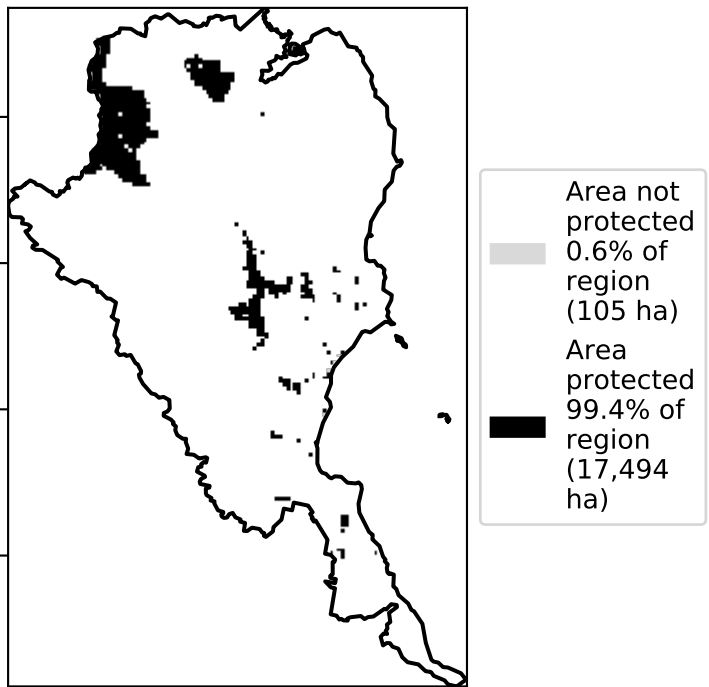 Area not
protected
0.6% of
region
(105 ha)
Area
protected
99.4% of
region
(17,494
ha)